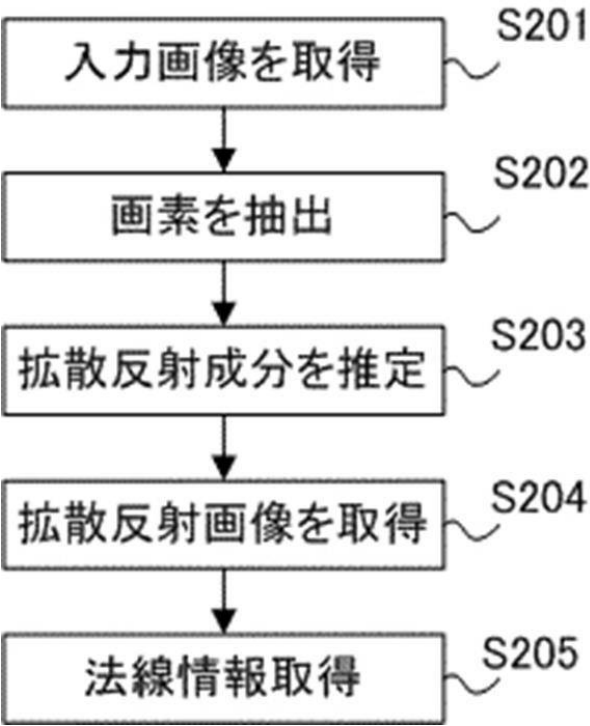 入力画像を取得
S201
画素を抽出
S202
拡散反射成分を推定
S203
拡散反射画像を取得
S204
法線情報取得
S205